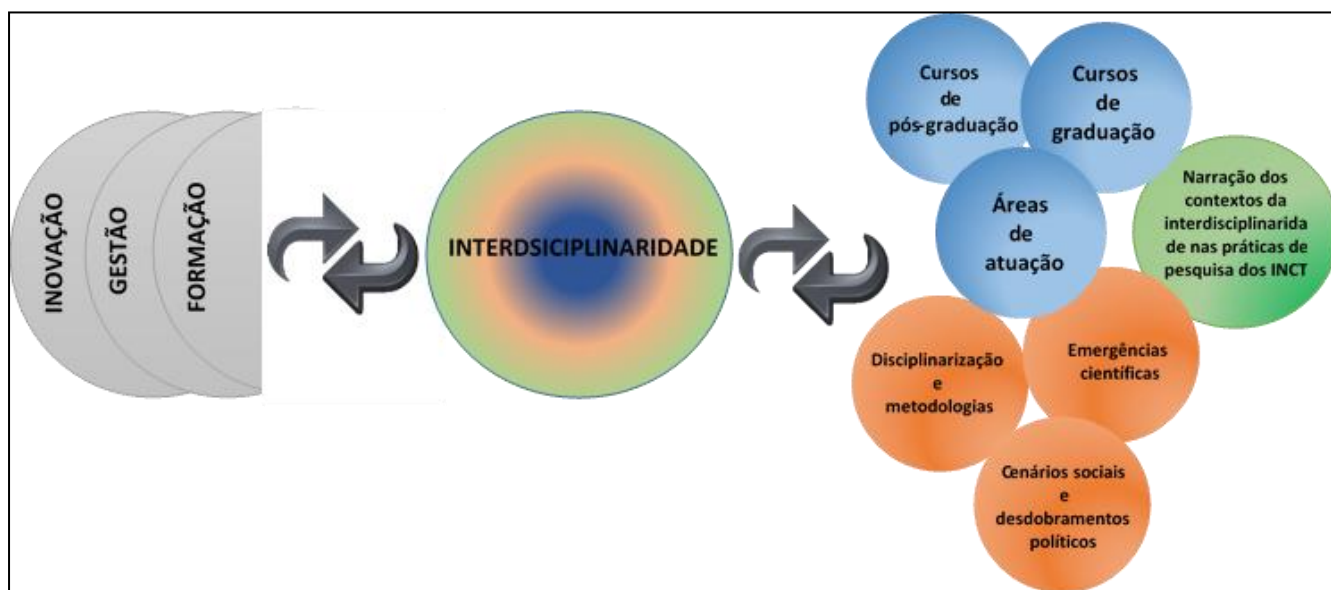 INOVAÇÃO
GESTÃO
FORMAÇÃO
INTERDSICIPLINARIDADE
Cursos
de
pós-graduação
Cursos
de
graduação
Áreas
de
atuação
Narração dos
contextos da
interdisciplinarida
de nas práticas de
pesquisa dos INCT
Disciplinarização
e
metodologias
Emergências
científicas
Cenários sociais
e
desdobramentos
políticos